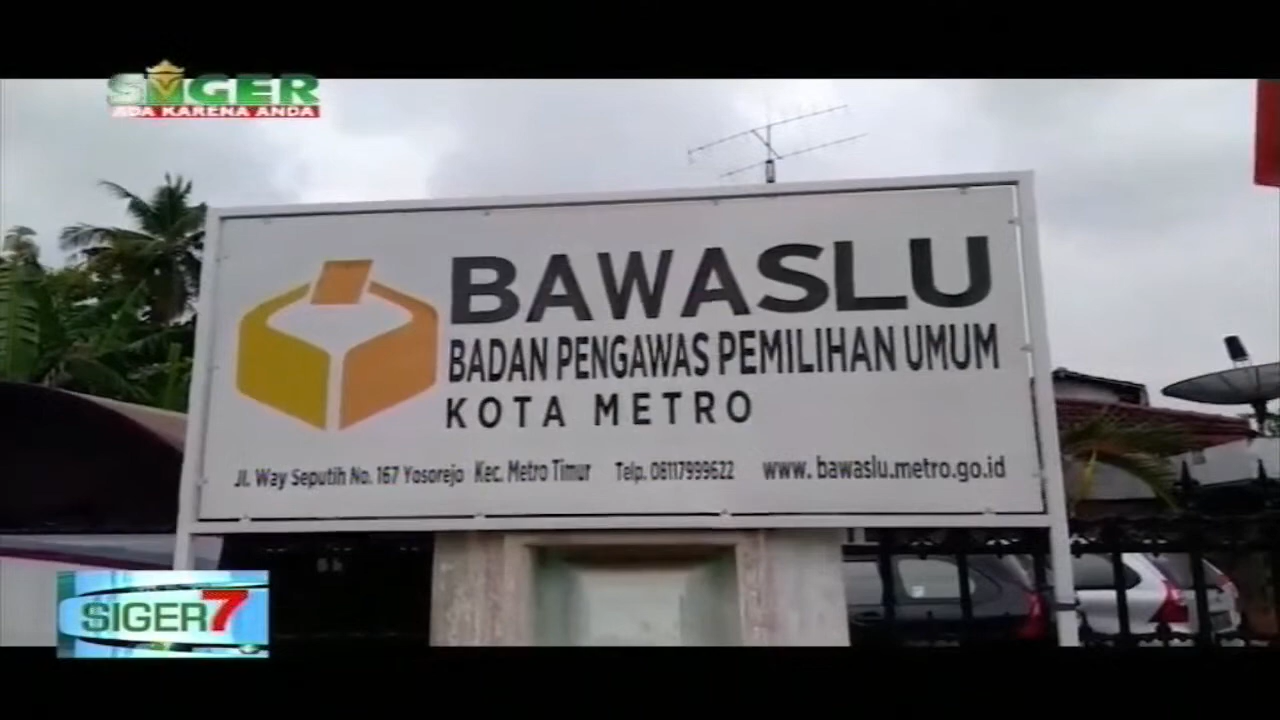 SIGER
ADA KARENA ANDA
BAWASLU
BADAN PENGAWAS PEMILIHAN UMUM
KOTA METRO
Jl. Way Seputih No. 167 Yosorejo Kec. Metro Timur Telp. 08117999622 www. bawaslu.metro.go.id
SIGER7